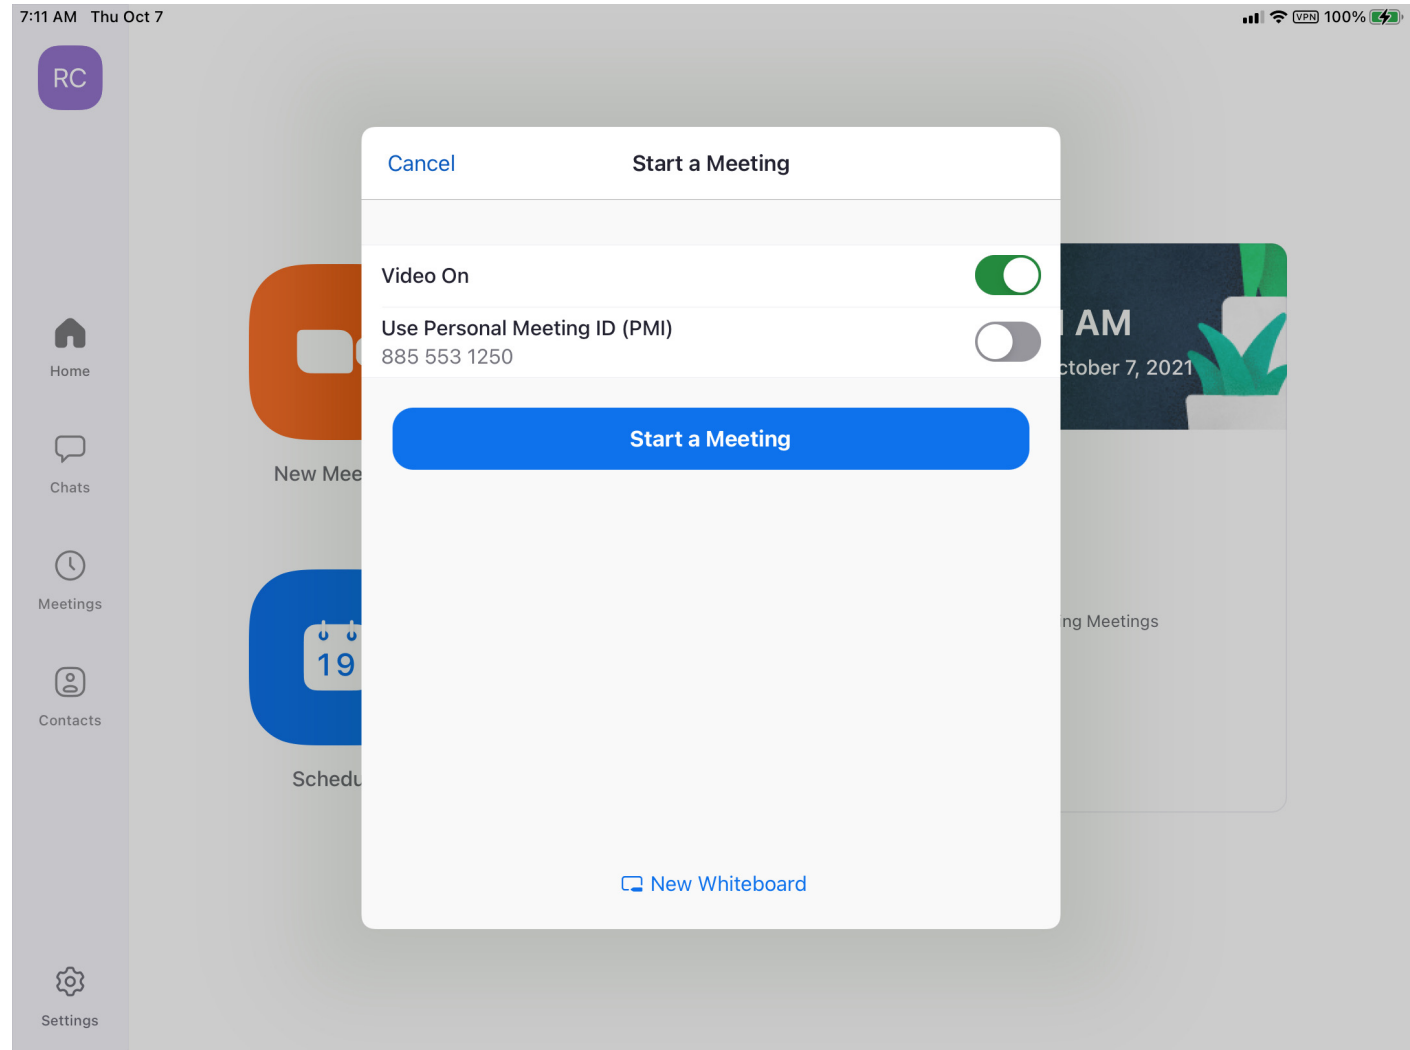 7:11 AM Thu Oct 7
VPN 100%
RC
Cancel
Start a Meeting
Video On
Use Personal Meeting ID (PMI)
885 553 1250
Start a Meeting
New Whiteboard
AM
ctober 7, 2021
ing Meetings
New Mee
19
Schedu
Home
Chats
Meetings
Contacts
Settings